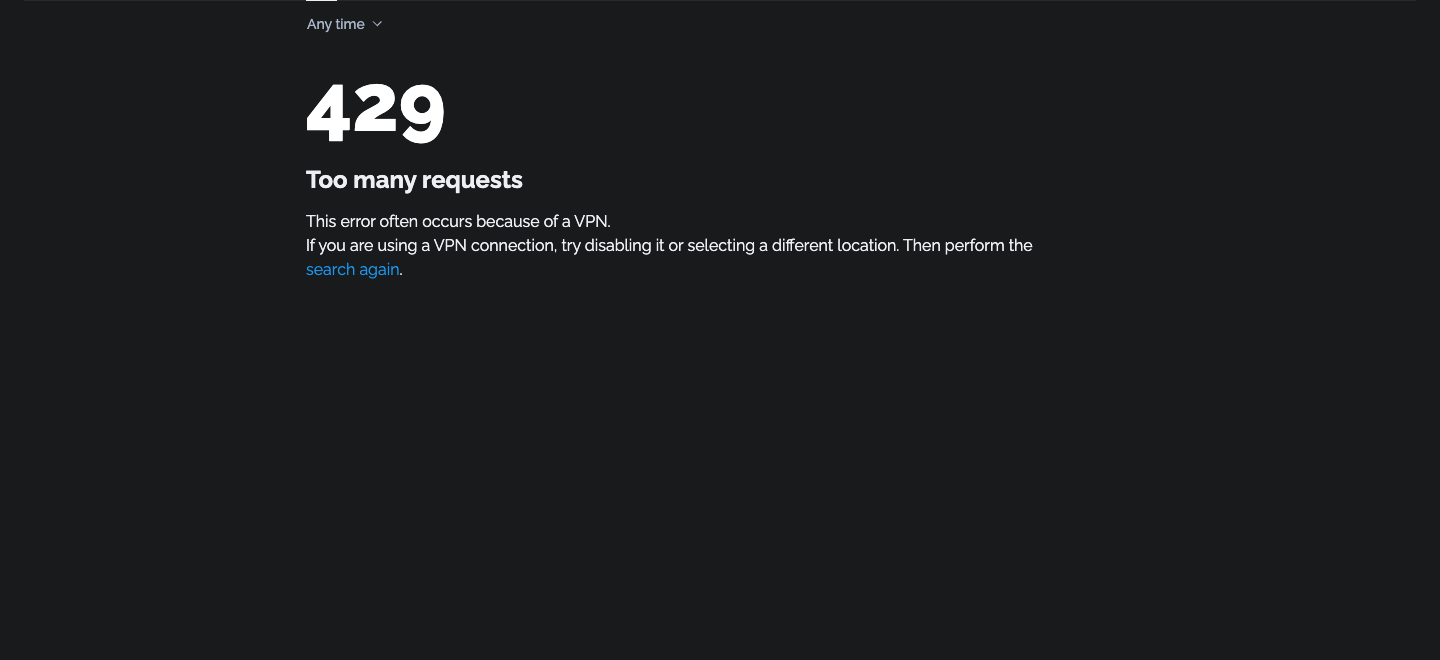 Any time
429
Too many requests
This error often occurs because of a VPN.
If you are using a VPN connection, try disabling it or selecting a different location. Then perform the
search again.